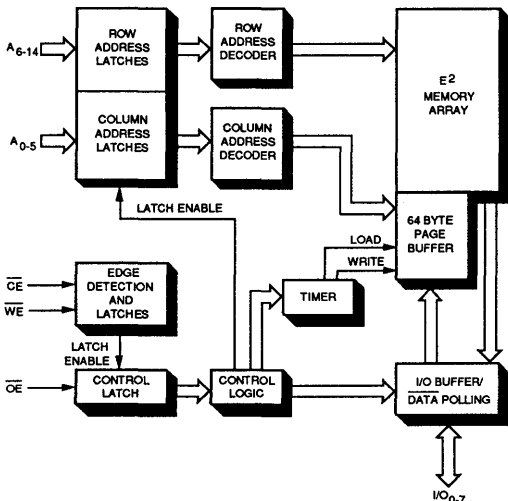 A6-14
ROW
ADDRESS
LATCHES
ROW
ADDRESS
DECODER
E2
MEMORY
ARRAY
A0-5
COLUMN
ADDRESS
LATCHES
COLUMN
ADDRESS
DECODER
LATCH ENABLE
64 BYTE
PAGE
BUFFER
LOAD
WRITE
CE
WE
EDGE
DETECTION
AND
LATCHES
TIMER
LATCH
ENABLE
OE
CONTROL
LATCH
CONTROL
LOGIC
I/O BUFFER/
DATA POLLING
I/O0-7